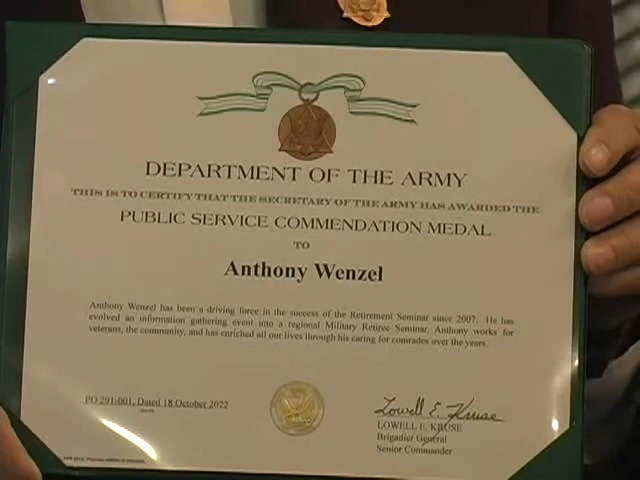 DEPARTMENT OF THE ARMY
THIS IS TO CERTIFY THAT THE SECRETARY OF THE ARMY HAS AWARDED THE
PUBLIC SERVICE COMMENDATION MEDAL
TO
Anthony Wenzel
Anthony Wenzel has been a driving force in the success of the Retirement Seminar since 2007. He has
evolved an information gathering event into a regional Military Retiree Seminar. Anthony works for
veterans, the community, and has enriched all our lives through his caring for comrades over the years.
PO 291-001, Dated 18 October 2022
Lowell E. Kruse
LOWELL E. KRUSE
Brigadier General
Senior Commander